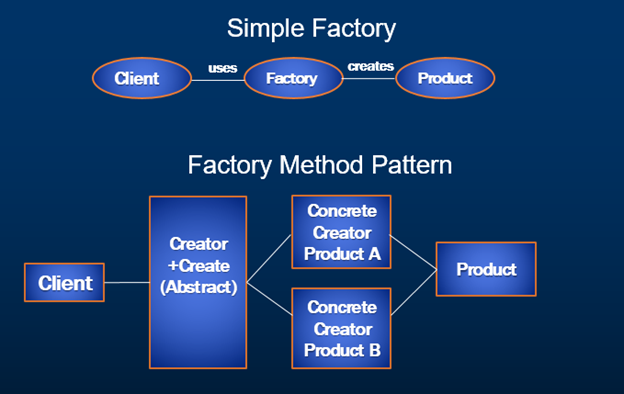 Simple Factory
Client
uses
Factory
creates
Product
Factory Method Pattern
Client
Creator
+Create
(Abstract)
Concrete
Creator
Product A
Concrete
Creator
Product B
Product